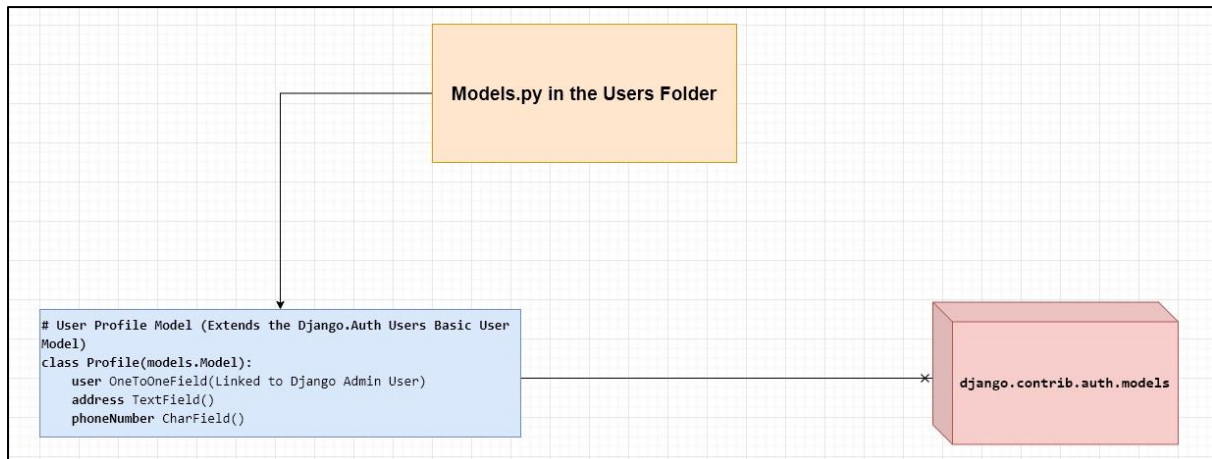 Models.py in the Users Folder
# User Profile Model (Extends the Django.Auth Users Basic User
Model)
class Profile(models.Model):
    user OneToOneField(Linked to Django Admin User)
    address TextField()
    phoneNumber CharField()
django.contrib.auth.models